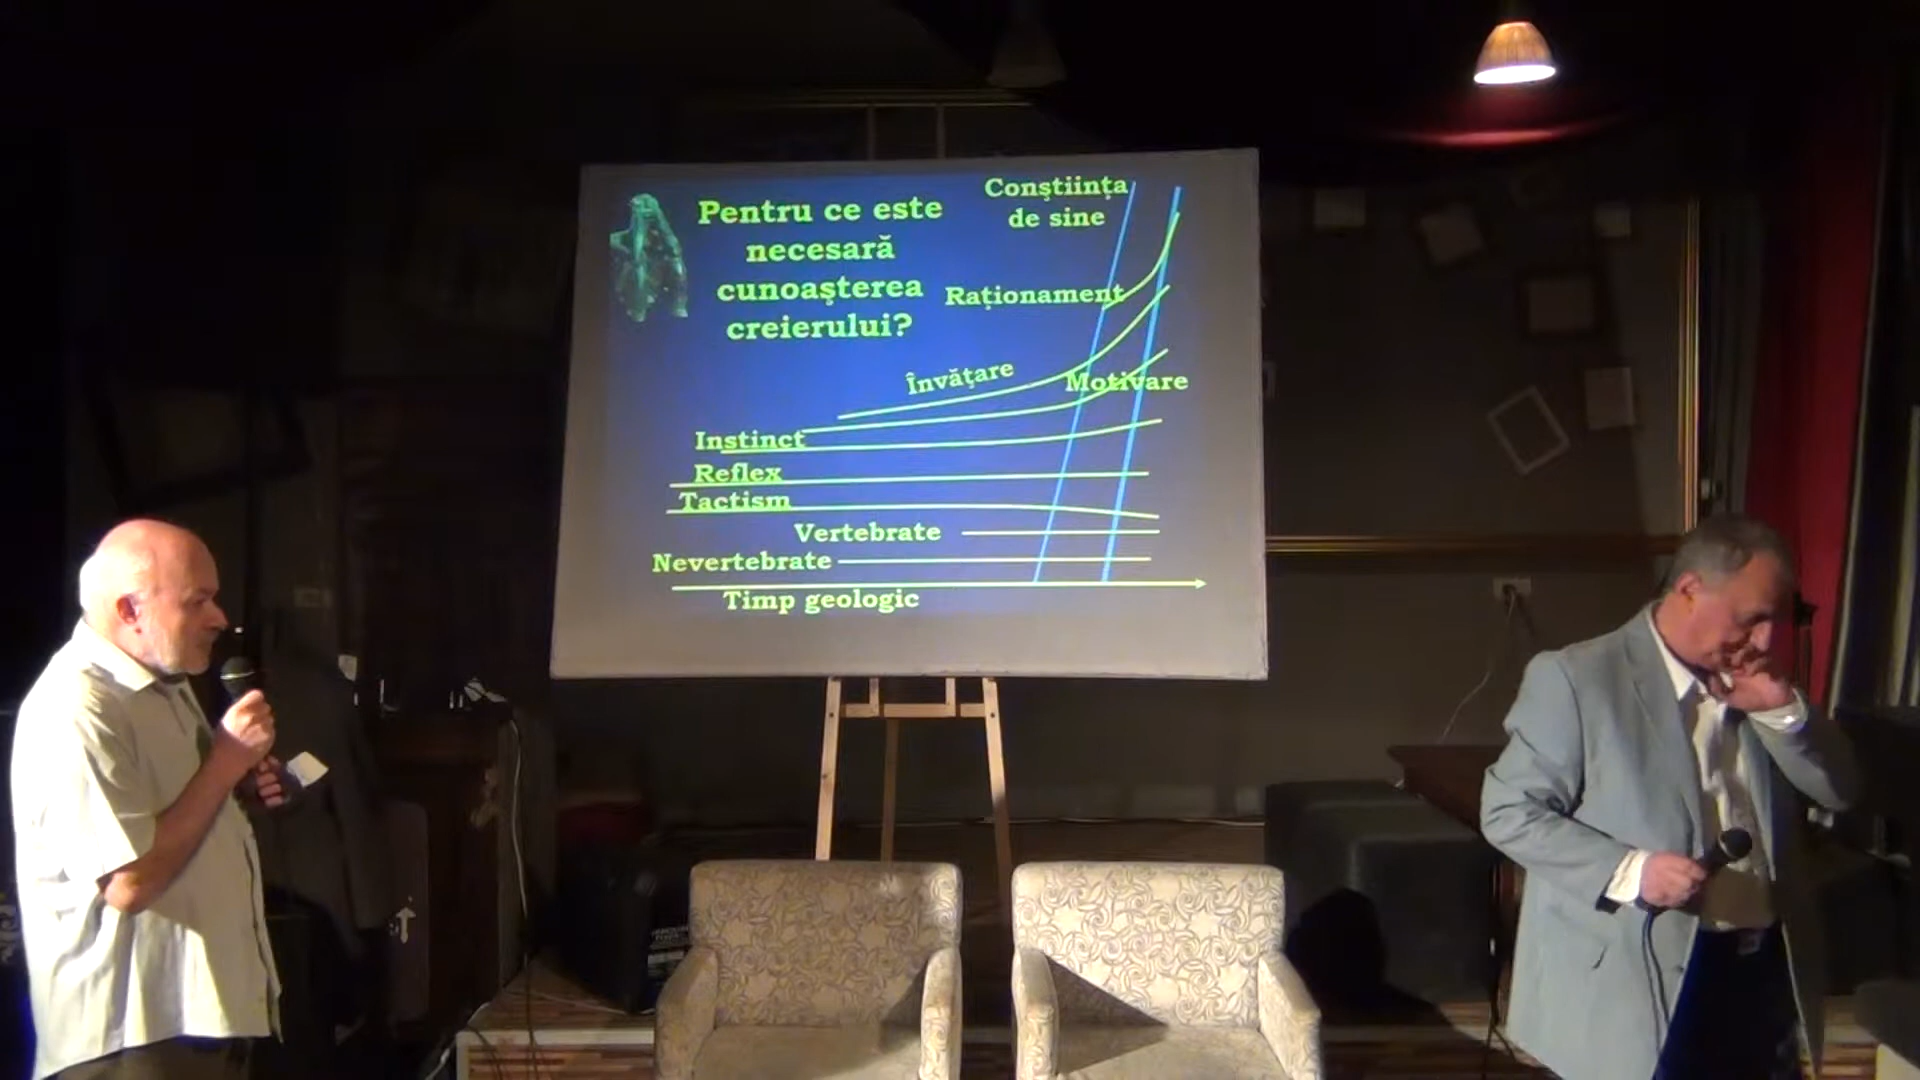 Pentru ce este
necesară
cunoaşterea
creierului?
Conştiinţa
de sine
Raţionament
Învăţare
Motivare
Instinct
Reflex
Tactism
Vertebrate
Nevertebrate
Timp geologic